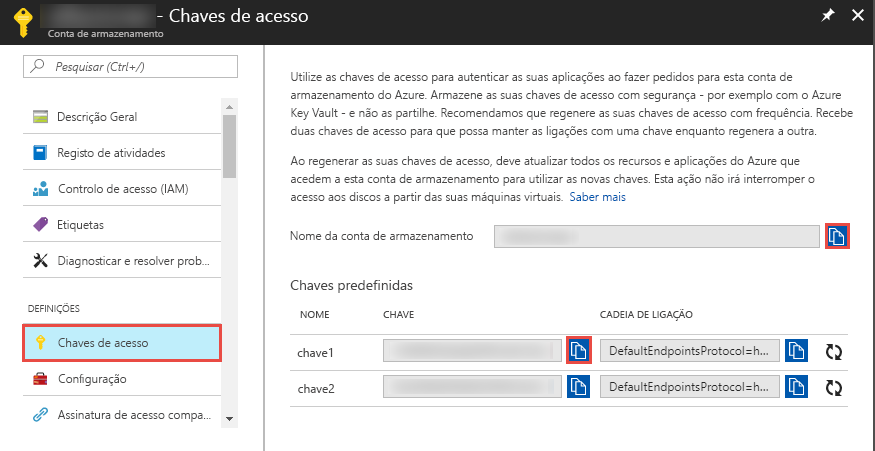 - Chaves de acesso
Conta de armazenamento
Pesquisar (Ctrl+/)
Descrição Geral
Registo de atividades
Controlo de acesso (IAM)
Etiquetas
Diagnosticar e resolver prob...
DEFINIÇÕES
Chaves de acesso
Configuração
Assinatura de acesso compa...
Utilize as chaves de acesso para autenticar as suas aplicações ao fazer pedidos para esta conta de
armazenamento do Azure. Armazene as suas chaves de acesso com segurança - por exemplo com o Azure
Key Vault - e não as partilhe. Recomendamos que regenere as suas chaves de acesso com frequência. Recebe
duas chaves de acesso para que possa manter as ligações com uma chave enquanto regenera a outra.
Ao regenerar as suas chaves de acesso, deve atualizar todos os recursos e aplicações do Azure que
acedem a esta conta de armazenamento para utilizar as novas chaves. Esta ação não irá interromper o
acesso aos discos a partir das suas máquinas virtuais. Saber mais
Nome da conta de armazenamento
Chaves predefinidas
NOME CHAVE CADEIA DE LIGAÇÃO
chave1 DefaultEndpointsProtocol=h...
chave2 DefaultEndpointsProtocol=h...